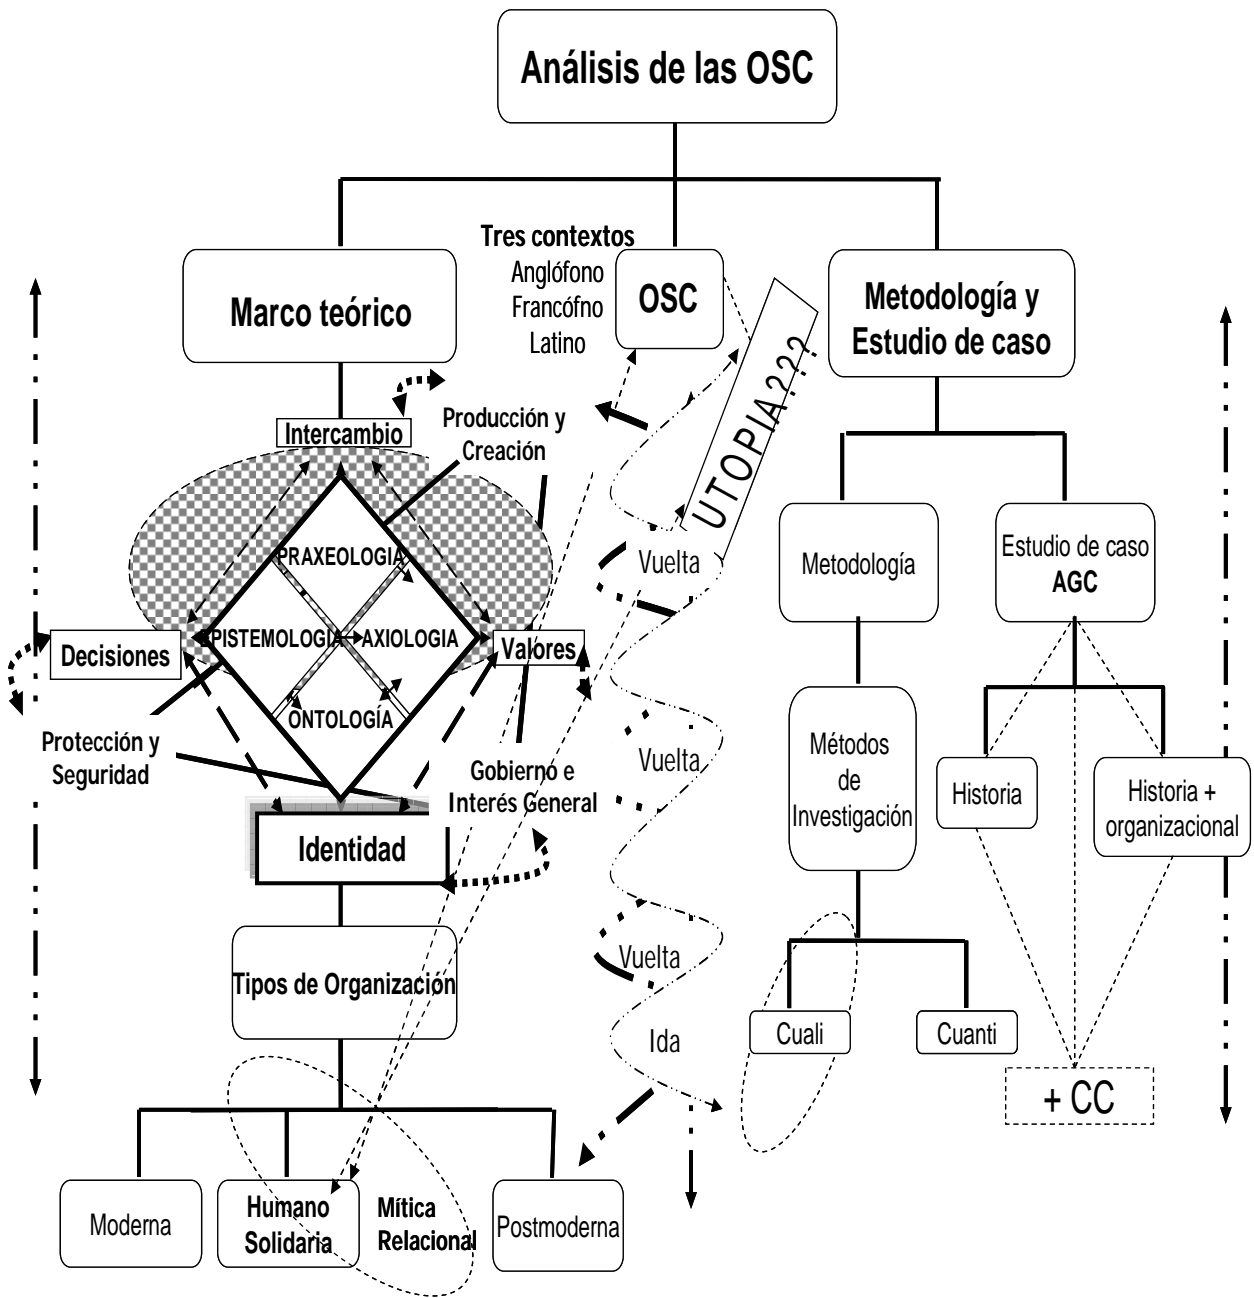 Análisis de las OSC
Tres contextos
Anglófono
Francófno
Latino
OSC
Marco teórico
Metodología y
Estudio de caso
UTOPIA???
Intercambio
Producción y
Creación
PRAXEOLOGIA
EPISTEMOLOGIA
AXIOLOGIA
ONTOLOGÍA
Decisiones
Valores
Protección y
Seguridad
Gobierno e
Interés General
Identidad
Tipos de Organización
Moderna
Humano
Solidaria
Mítica
Relacional
Postmoderna
Vuelta
Vuelta
Vuelta
Ida
Metodología
Estudio de caso
AGC
Métodos
de
Investigación
Historia
Historia +
organizacional
Cuali
Cuanti
+ CC